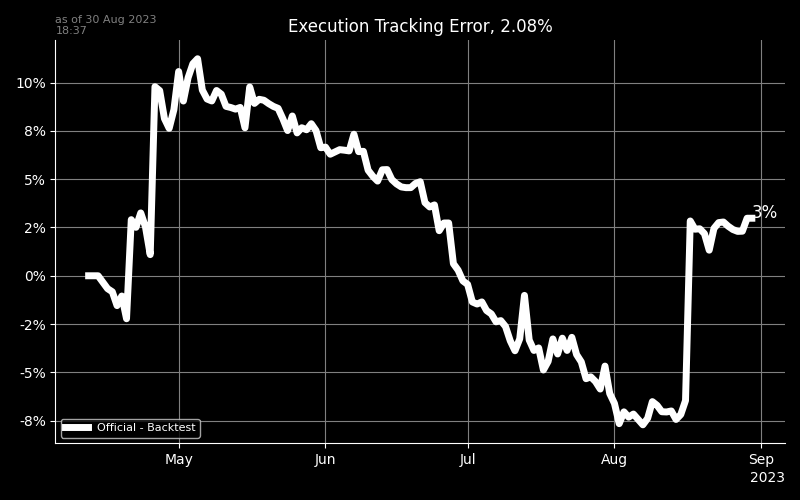 as of 30 Aug 2023
18:37
Execution Tracking Error, 2.08%
10%
8%
5%
2%
0%
-2%
-5%
-8%
3%
Official - Backtest
May Jun Jul Aug Sep
2023